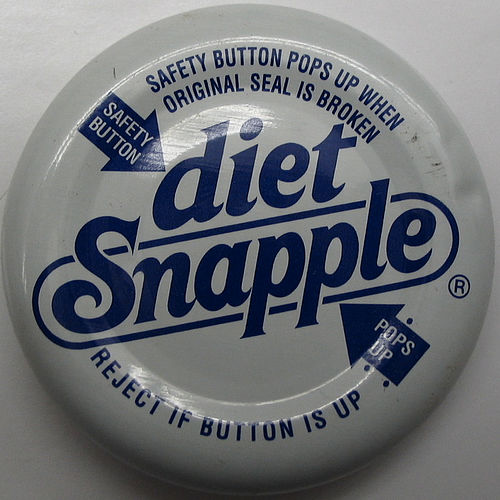 SAFETY BUTTON POPS UP WHEN
ORIGINAL SEAL IS BROKEN
SAFETY
BUTTON
diet
Snapple
®
POPS
UP
REJECT IF BUTTON IS UP